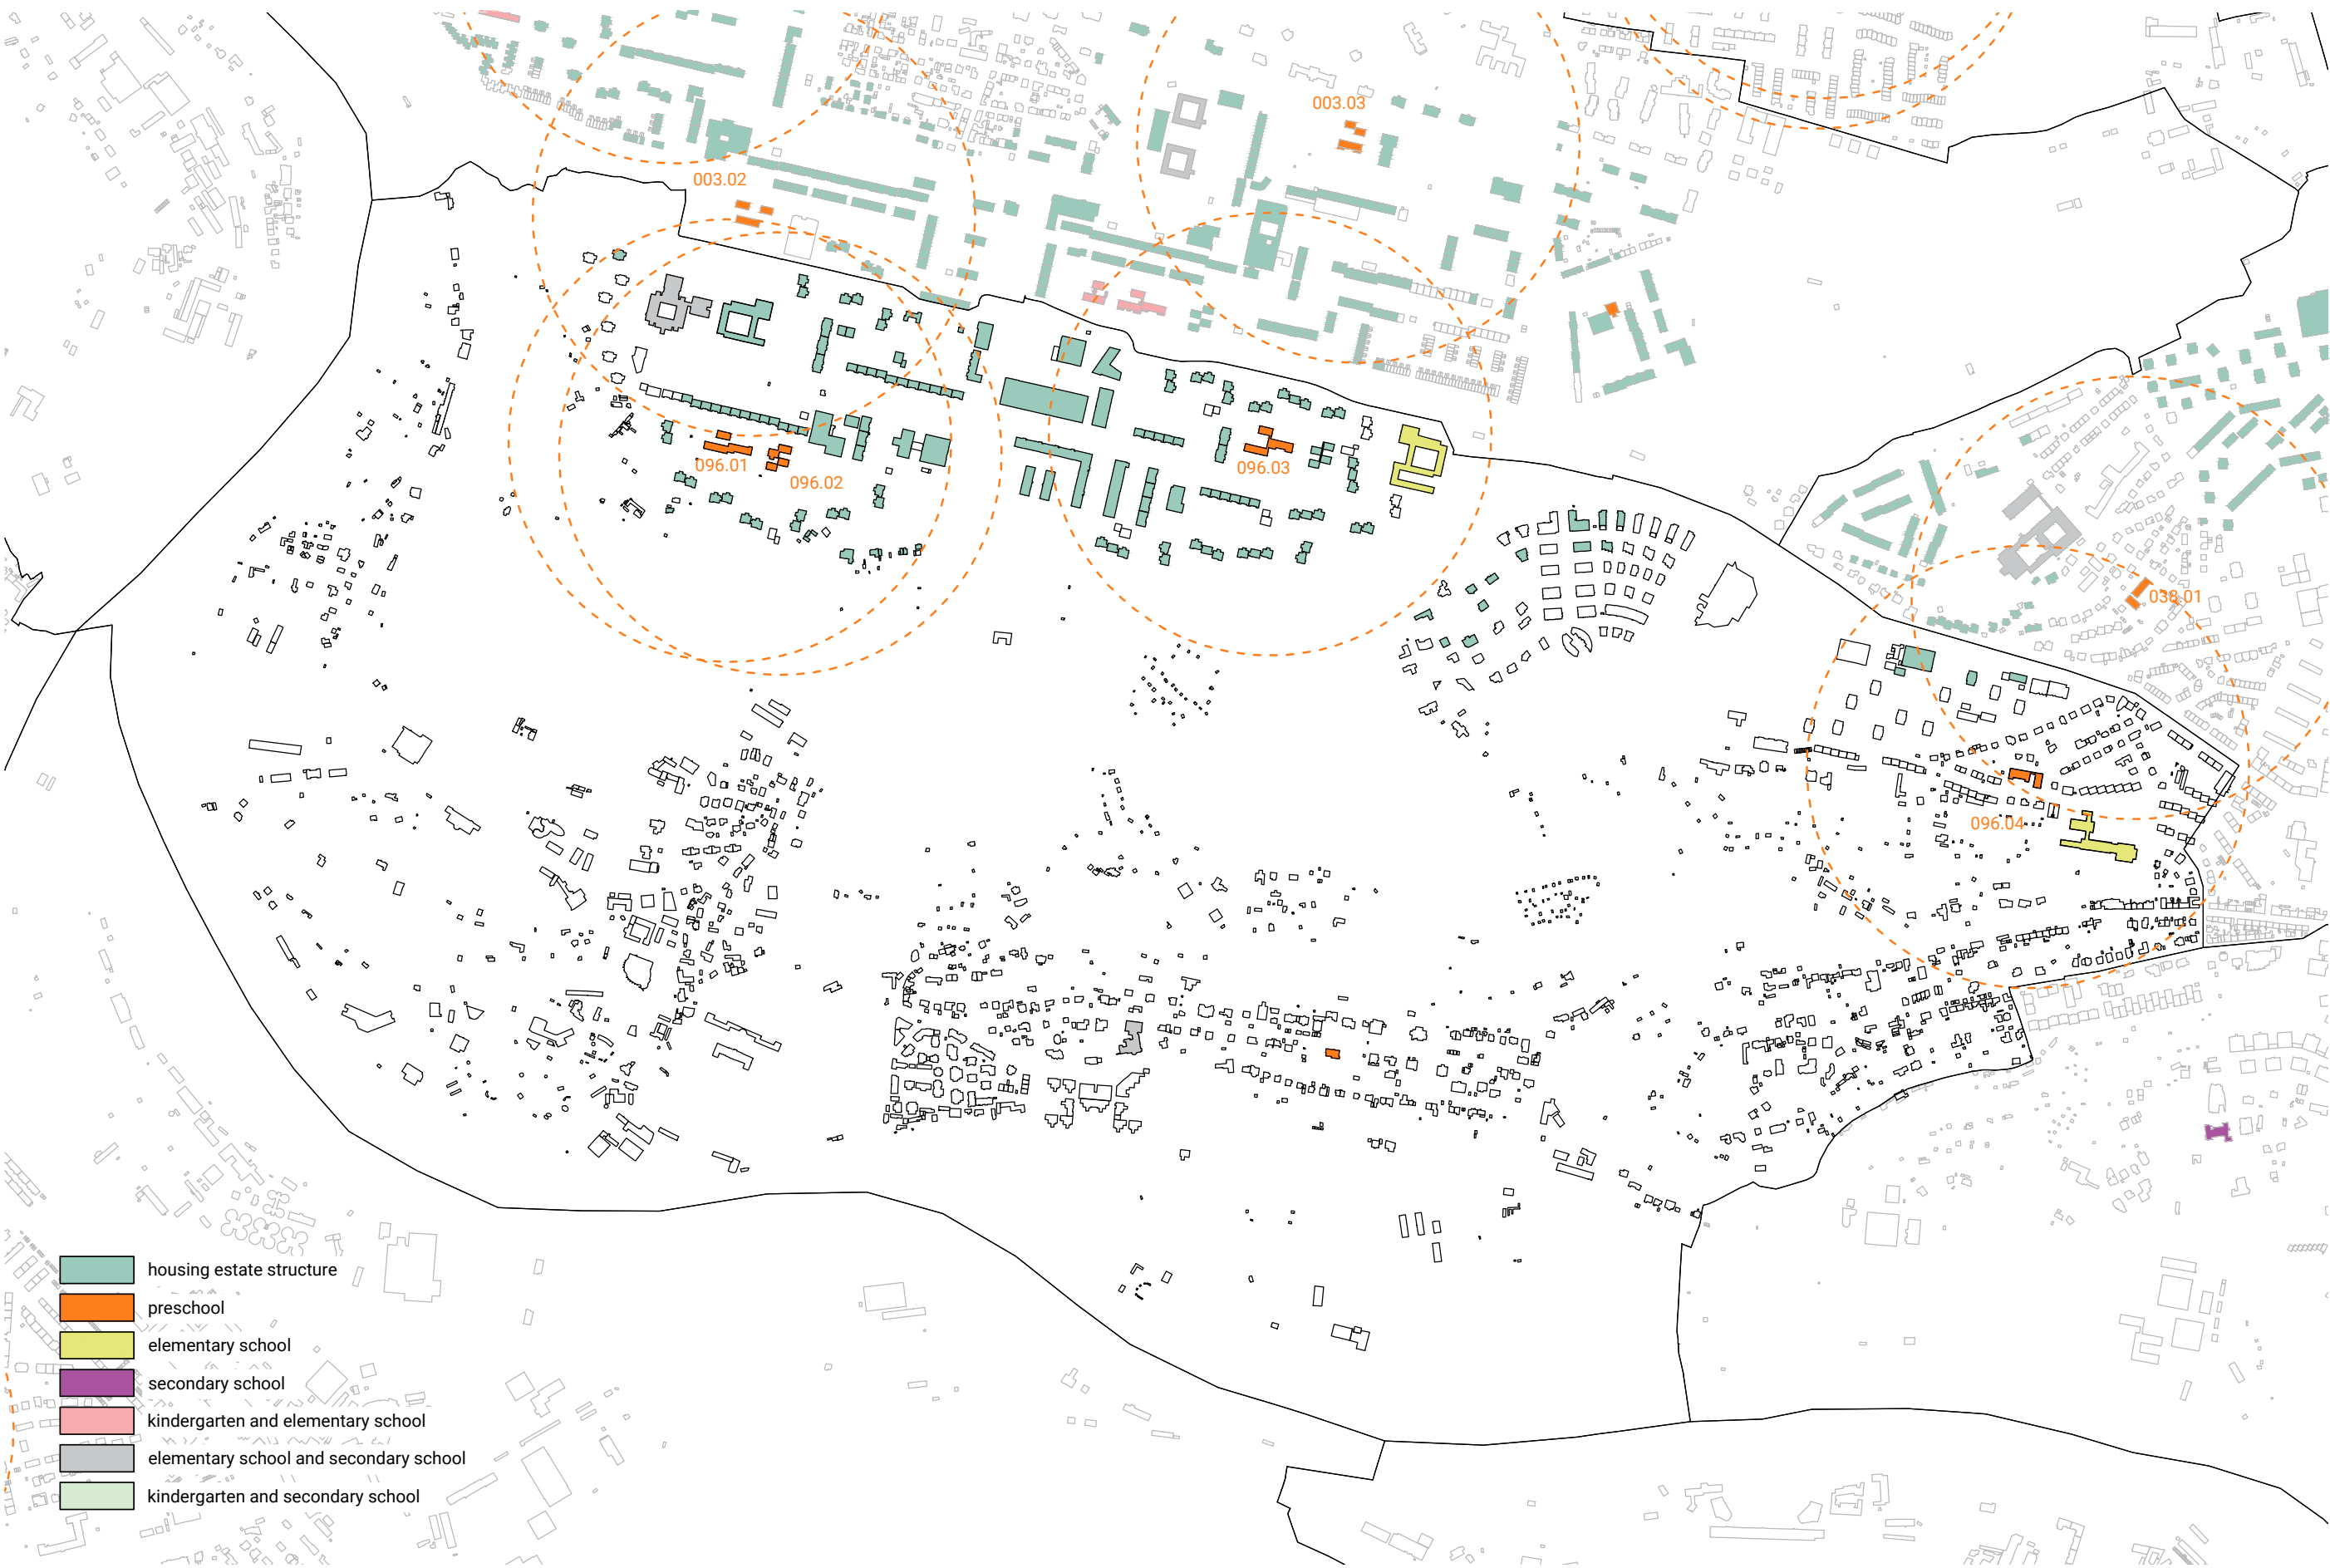 003.03
003.02
096.01
096.02
096.03
038.01
096.04
housing estate structure
preschool
elementary school
secondary school
kindergarten and elementary school
elementary school and secondary school
kindergarten and secondary school